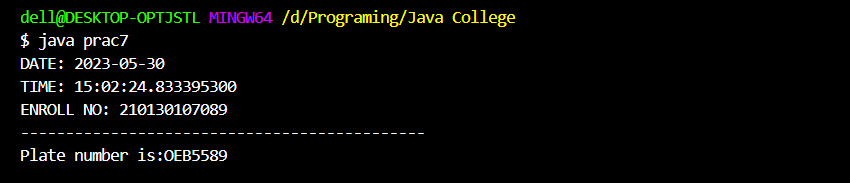 dell@DESKTOP-OPTJSTL MINGW64 /d/Programing/Java College
$ java prac7
DATE: 2023-05-30
TIME: 15:02:24.833395300
ENROLL NO: 210130107089
---------------------------------------------
Plate number is:OEB5589